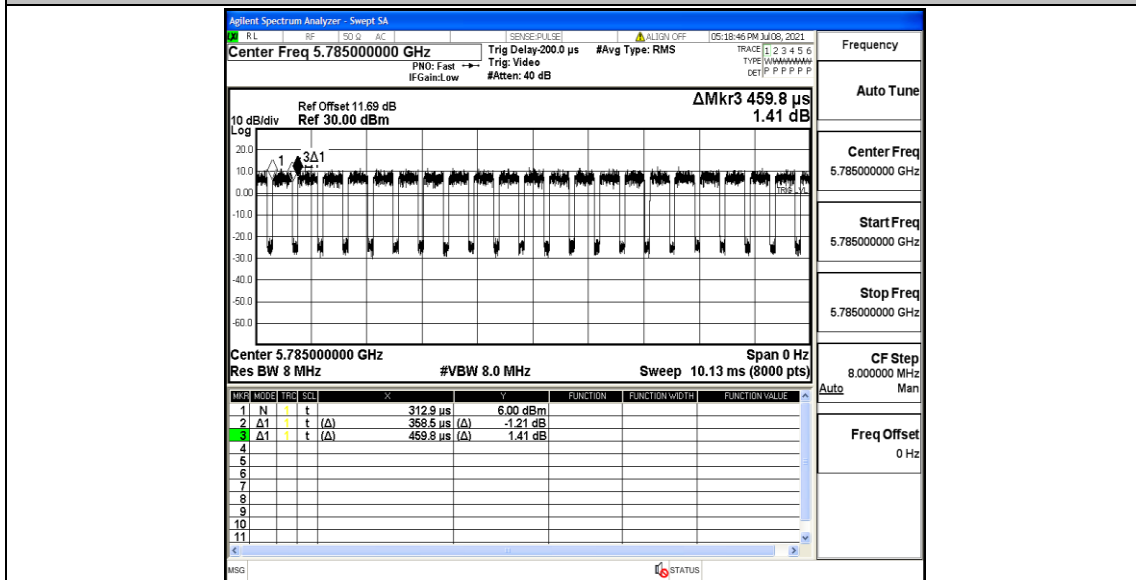 Agilent Spectrum Analyzer - Swept SA
RL RF 50 Ω AC SENSE:PULSE ALIGN OFF 05:18:46 PM Jul 08, 2021
Center Freq 5.785000000 GHz
PNO: Fast
IFGain:Low
Trig Delay-200.0 µs
Trig: Video
#Atten: 40 dB
#Avg Type: RMS
TRACE 1 2 3 4 5 6
TYPE
DET P P P P P P
Ref Offset 11.69 dB
10 dB/div Ref 30.00 dBm
Log
ΔMkr3 459.8 µs
1.41 dB
20.0
10.0
0.00
-10.0
-20.0
-30.0
-40.0
-50.0
-60.0
1
3Δ1
TRIG LVL
Center 5.785000000 GHz Span 0 Hz
Res BW 8 MHz #VBW 8.0 MHz Sweep 10.13 ms (8000 pts)
MKR MODE TRC SCL X Y FUNCTION FUNCTION WIDTH FUNCTION VALUE
1 N 1 t 312.9 µs 6.00 dBm
2 Δ1 1 t (Δ) 358.5 µs (Δ) -1.21 dB
3 Δ1 1 t (Δ) 459.8 µs (Δ) 1.41 dB
4
5
6
7
8
9
10
11
MSG STATUS
Frequency
Auto Tune
Center Freq
5.785000000 GHz
Start Freq
5.785000000 GHz
Stop Freq
5.785000000 GHz
CF Step
8.000000 MHz
Auto Man
Freq Offset
0 Hz